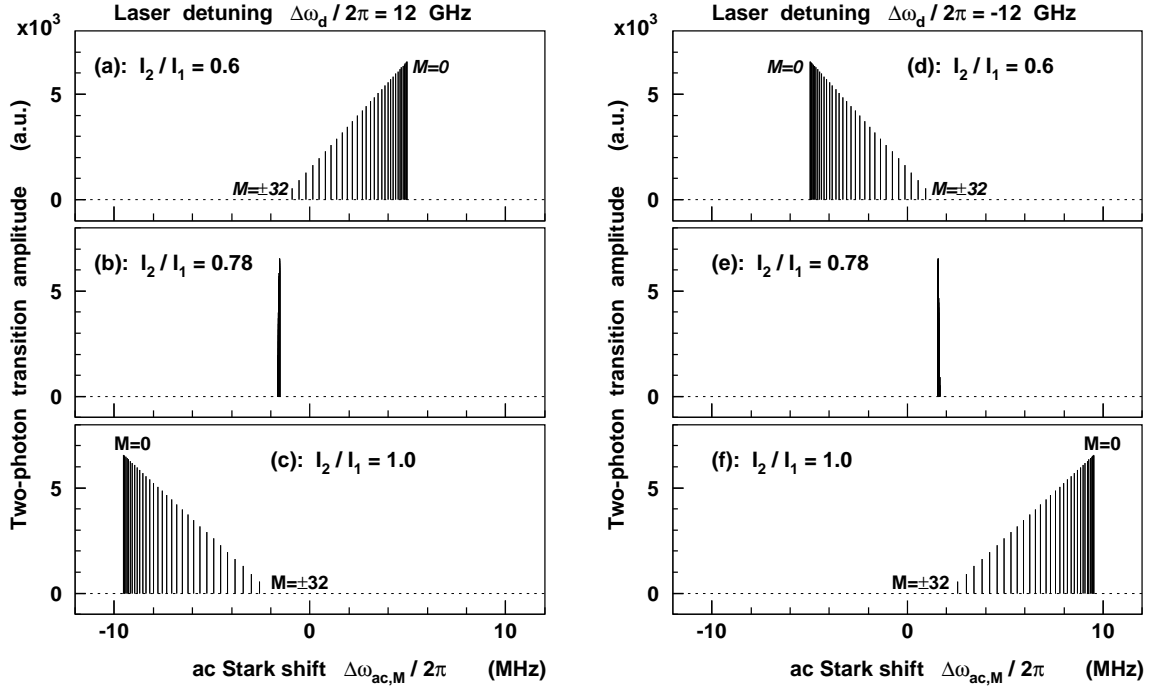 Laser detuning Δω_d / 2π = 12 GHz
x10³
(a): I₂ / I₁ = 0.6
M=0
M=±32
5
0
(b): I₂ / I₁ = 0.78
5
0
M=0
(c): I₂ / I₁ = 1.0
M=±32
5
0
-10 0 10
ac Stark shift Δω_ac,M / 2π (MHz)
Two-photon transition amplitude (a.u.)
Laser detuning Δω_d / 2π = -12 GHz
x10³
M=0
(d): I₂ / I₁ = 0.6
M=±32
5
0
(e): I₂ / I₁ = 0.78
5
0
(f): I₂ / I₁ = 1.0
M=0
M=±32
5
0
-10 0 10
ac Stark shift Δω_ac,M / 2π (MHz)
Two-photon transition amplitude (a.u.)